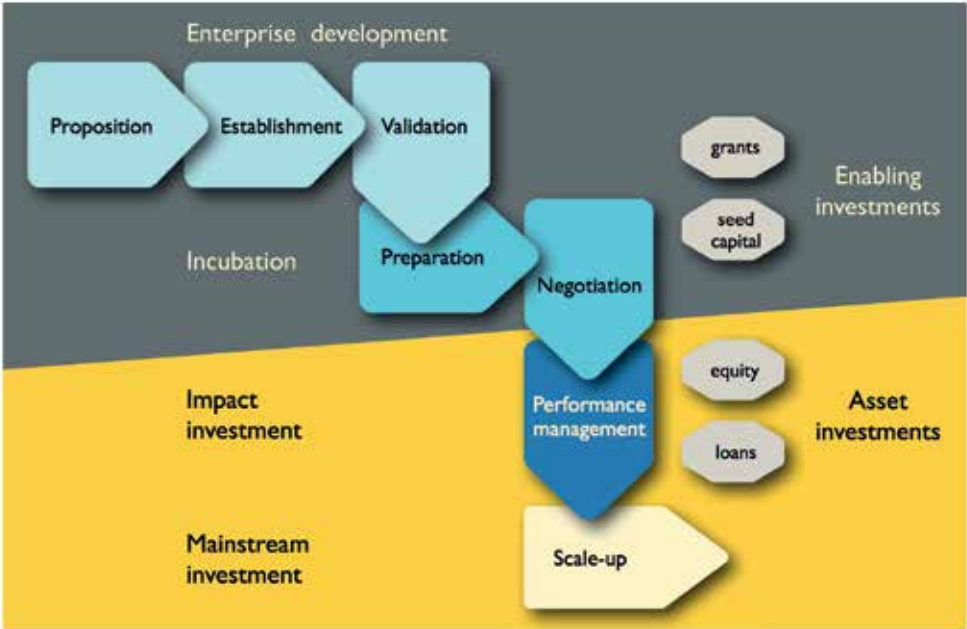 Enterprise development
Proposition
Establishment
Validation
grants
Enabling
investments
seed
capital
Incubation
Preparation
Negotiation
Impact
investment
Performance
management
equity
loans
Asset
investments
Mainstream
investment
Scale-up